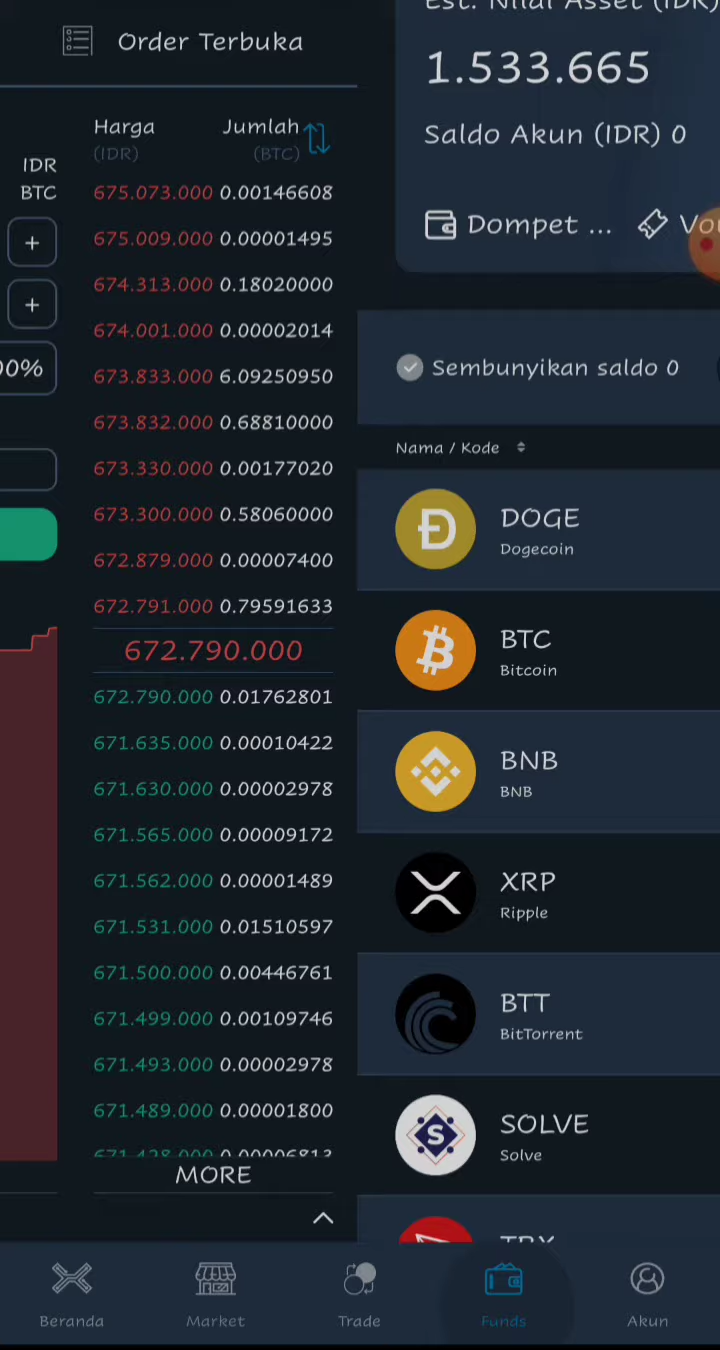 Order Terbuka
Harga Jumlah
(IDR) (BTC)
IDR
BTC
+
+
00%
675.073.000 0.00146608
675.009.000 0.00001495
674.313.000 0.18020000
674.001.000 0.00002014
673.833.000 6.09250950
673.832.000 0.68810000
673.330.000 0.00177020
673.300.000 0.58060000
672.879.000 0.00007400
672.791.000 0.79591633
672.790.000
672.790.000 0.01762801
671.635.000 0.00010422
671.630.000 0.00002978
671.565.000 0.00009172
671.562.000 0.00001489
671.531.000 0.01510597
671.500.000 0.00446761
671.499.000 0.00109746
671.493.000 0.00002978
671.489.000 0.00001800
MORE
Est. Nilai Asset (IDR)
1.533.665
Saldo Akun (IDR) 0
Dompet ...
Sembunyikan saldo 0
Nama / Kode
DOGE
Dogecoin
BTC
Bitcoin
BNB
BNB
XRP
Ripple
BTT
BitTorrent
SOLVE
Solve
Beranda Market Trade Funds Akun